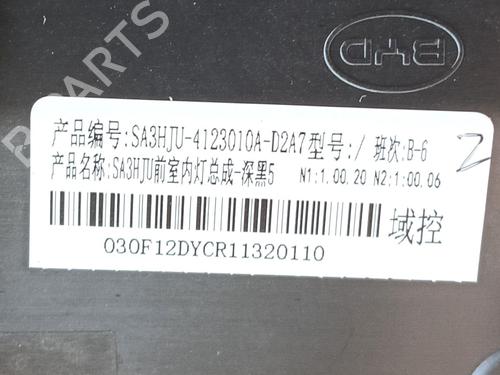 BYD
产品编号:SA3HJU-4123010A-D2A7 型号:/ 班次:B-6
产品名称:SA3HJU前室内灯总成-深黑5 N1:1.00.20 N2:1:00.06
域控
030F12DYCR11320110